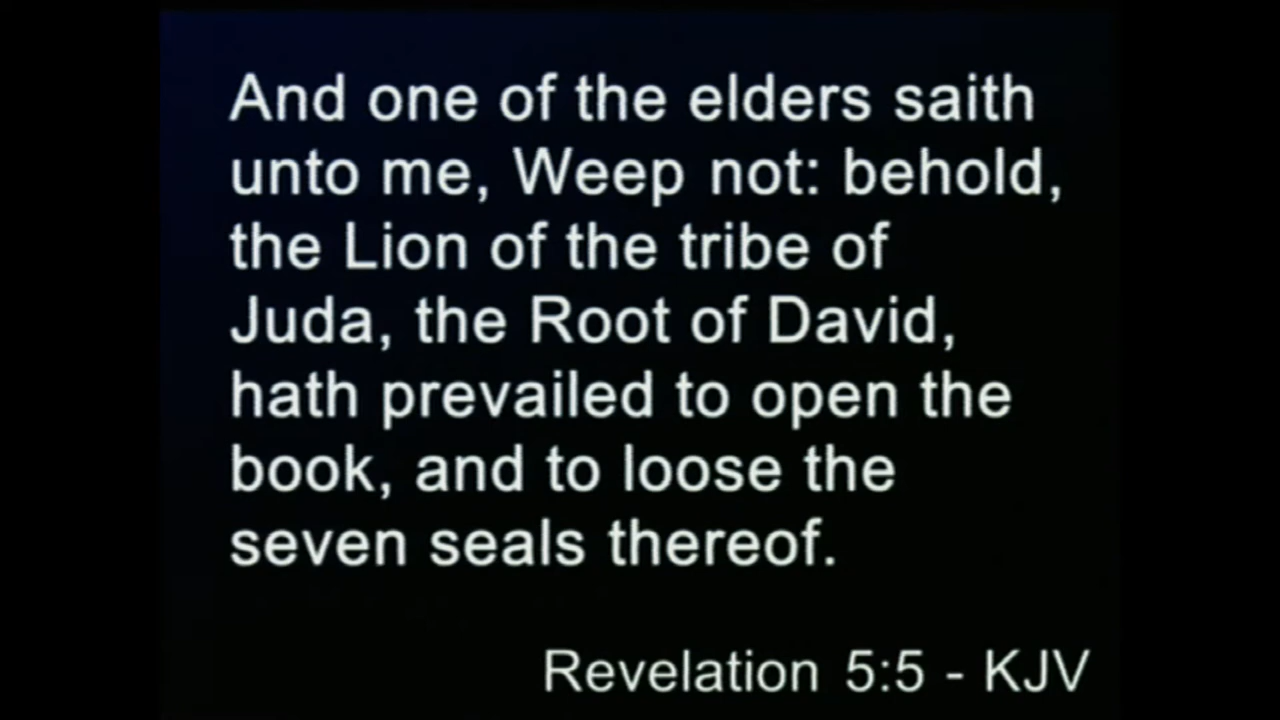 And one of the elders saith
unto me, Weep not: behold,
the Lion of the tribe of
Juda, the Root of David,
hath prevailed to open the
book, and to loose the
seven seals thereof.
Revelation 5:5 - KJV